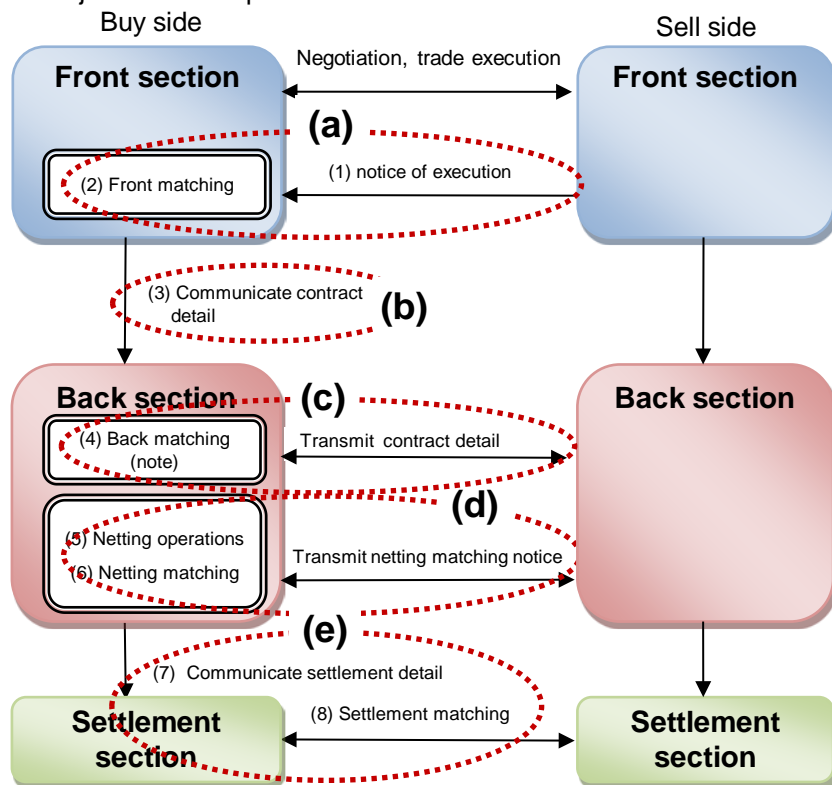 Buy side
Sell side
Front section
Negotiation, trade execution
Front section
(a)
(2) Front matching
(1) notice of execution
(3) Communicate contract
detail
(b)
Back section
(c)
Back section
(4) Back matching
(note)
Transmit contract detail
(d)
(5) Netting operations
(6) Netting matching
Transmit netting matching notice
(e)
(7) Communicate settlement detail
(8) Settlement matching
Settlement
section
Settlement
section